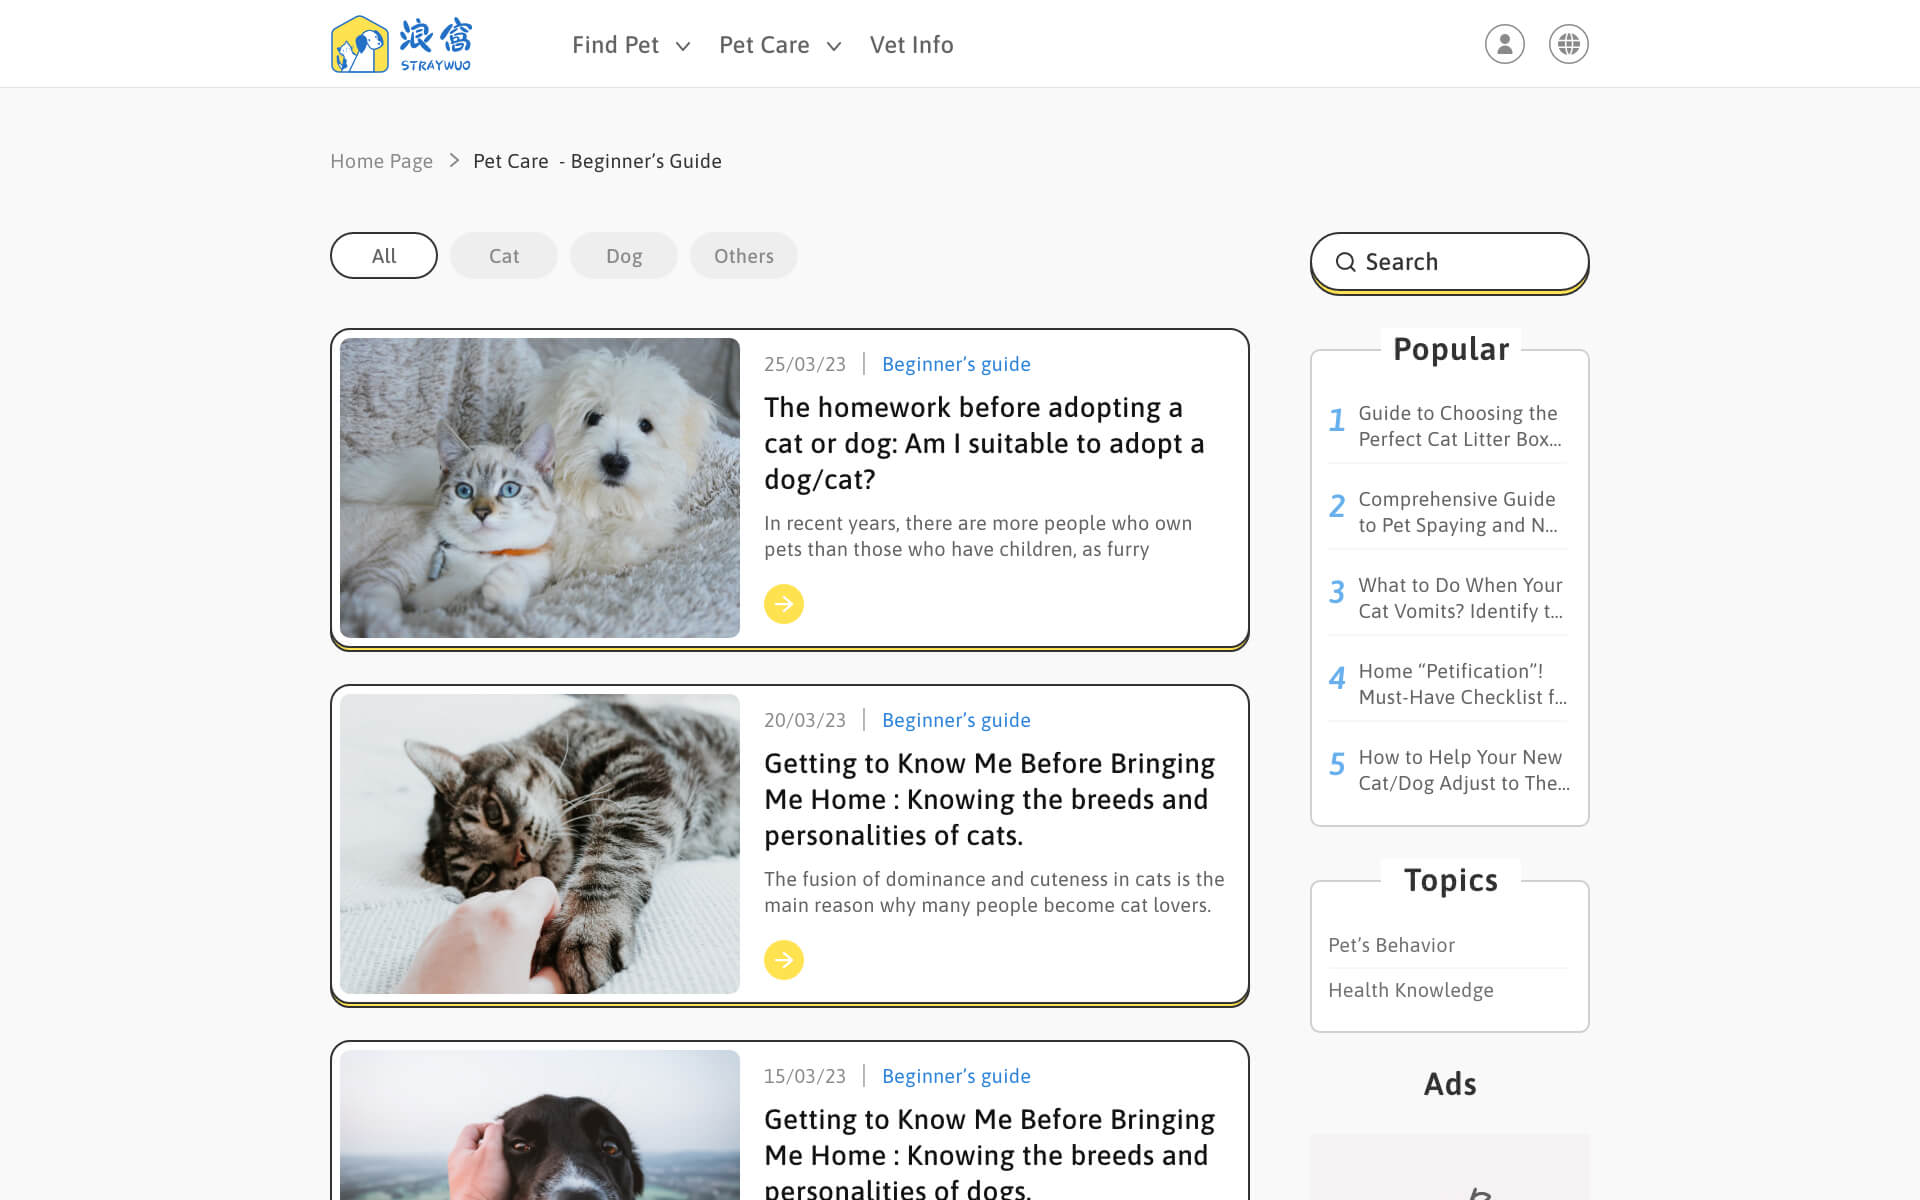 浪窩
STRAYWUO
Find Pet
Pet Care
Vet Info
Home Page
Pet Care - Beginner’s Guide
All
Cat
Dog
Others
Search
25/03/23
Beginner’s guide
The homework before adopting a
cat or dog: Am I suitable to adopt a
dog/cat?
In recent years, there are more people who own
pets than those who have children, as furry
20/03/23
Beginner’s guide
Getting to Know Me Before Bringing
Me Home : Knowing the breeds and
personalities of cats.
The fusion of dominance and cuteness in cats is the
main reason why many people become cat lovers.
15/03/23
Beginner’s guide
Getting to Know Me Before Bringing
Me Home : Knowing the breeds and
personalities of dogs.
Popular
1
Guide to Choosing the
Perfect Cat Litter Box...
2
Comprehensive Guide
to Pet Spaying and N...
3
What to Do When Your
Cat Vomits? Identify t...
4
Home “Petification”!
Must-Have Checklist f...
5
How to Help Your New
Cat/Dog Adjust to The...
Topics
Pet’s Behavior
Health Knowledge
Ads